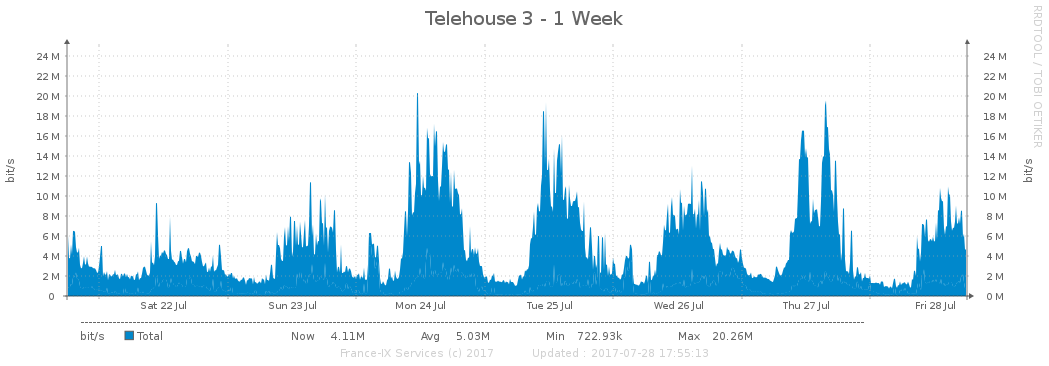 Telehouse 3 - 1 Week
RRDTOOL / TOBI OETIKER
24 M 24 M
22 M 22 M
20 M 20 M
18 M 18 M
16 M 16 M
14 M 14 M
12 M 12 M
10 M 10 M
8 M 8 M
6 M 6 M
4 M 4 M
2 M 2 M
0 0 M
bit/s
bit/s
Sat 22 Jul Sun 23 Jul Mon 24 Jul Tue 25 Jul Wed 26 Jul Thu 27 Jul Fri 28 Jul
bit/s Total Now 4.11M Avg 5.03M Min 722.93k Max 20.26M
France-IX Services (c) 2017 Updated : 2017-07-28 17:55:13